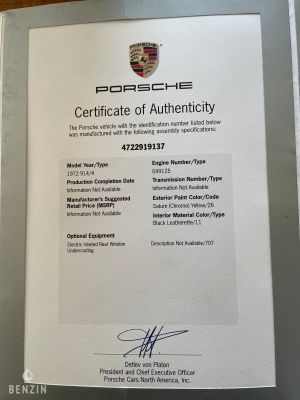 PORSCHE
Certificate of Authenticity
The Porsche vehicle with the identification number listed below
was manufactured with the following assembly specifications:
4722919137
Model Year/Type
1972 914/4
Production Completion Date
Information Not Available
Manufacturer's Suggested
Retail Price (MSRP)
Information Not Available
Engine Number/Type
049125
Transmission Number/Type
Information Not Available
Exterior Paint Color/Code
Saturn (Chrome) Yellow/26
Interior Material Color/Type
Black Leatherette/11
Optional Equipment
Electric Heated Rear Window
Undercoating
Description Not Available/707
Detlev von Platen
President and Chief Executive Officer
Porsche Cars North America, Inc.
BENZIN